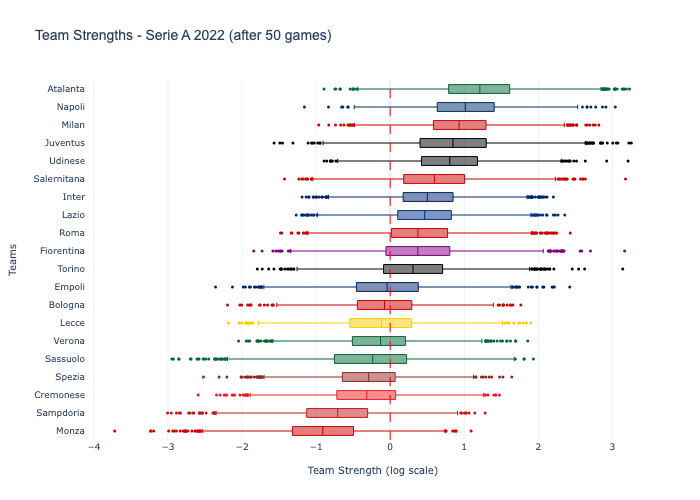 Team Strengths - Serie A 2022 (after 50 games)
Teams
Atalanta
Napoli
Milan
Juventus
Udinese
Salernitana
Inter
Lazio
Roma
Fiorentina
Torino
Empoli
Bologna
Lecce
Verona
Sassuolo
Spezia
Cremonese
Sampdoria
Monza
−4 −3 −2 −1 0 1 2 3
Team Strength (log scale)